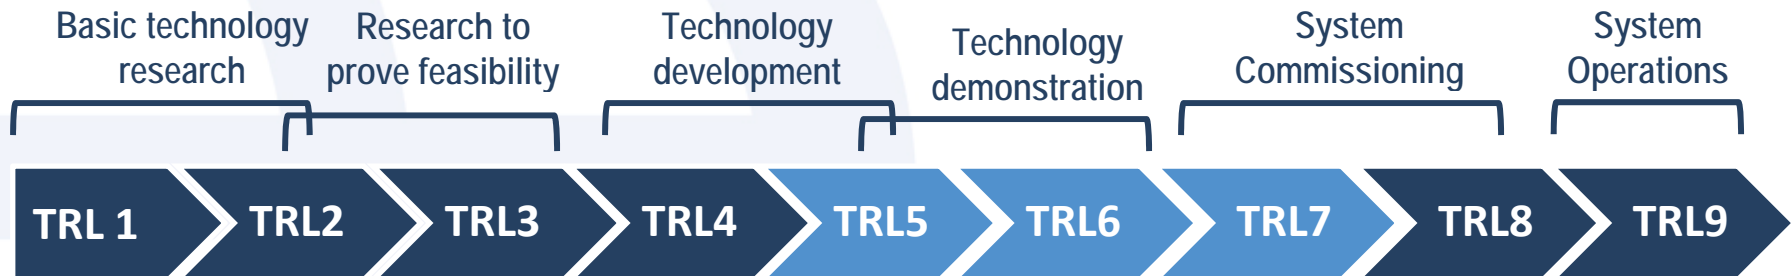 Basic technology
research
Research to
prove feasibility
Technology
development
Technology
demonstration
System
Commissioning
System
Operations
TRL 1
TRL2
TRL3
TRL4
TRL5
TRL6
TRL7
TRL8
TRL9